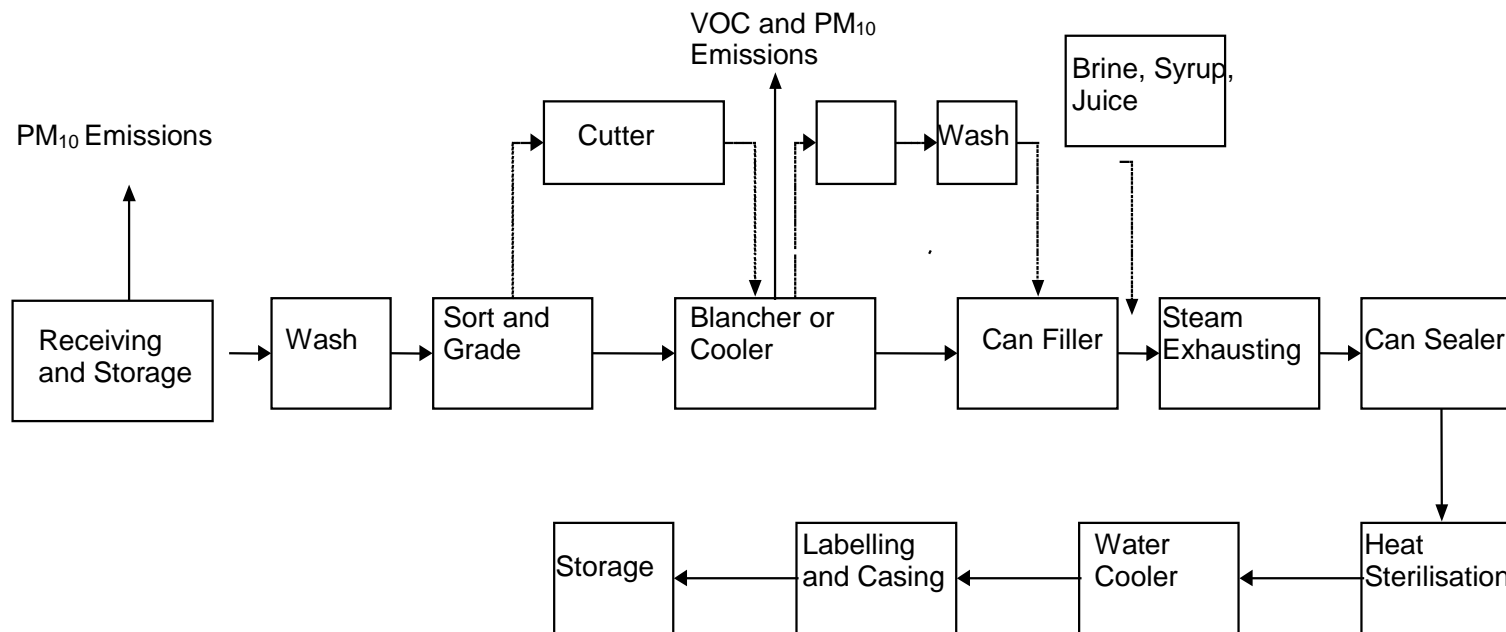 VOC and PM₁₀
Emissions
Brine, Syrup,
Juice
PM₁₀ Emissions
Cutter
Wash
Receiving
and Storage
Wash
Sort and
Grade
Blancher or
Cooler
Can Filler
Steam
Exhausting
Can Sealer
Storage
Labelling
and Casing
Water
Cooler
Heat
Sterilisation